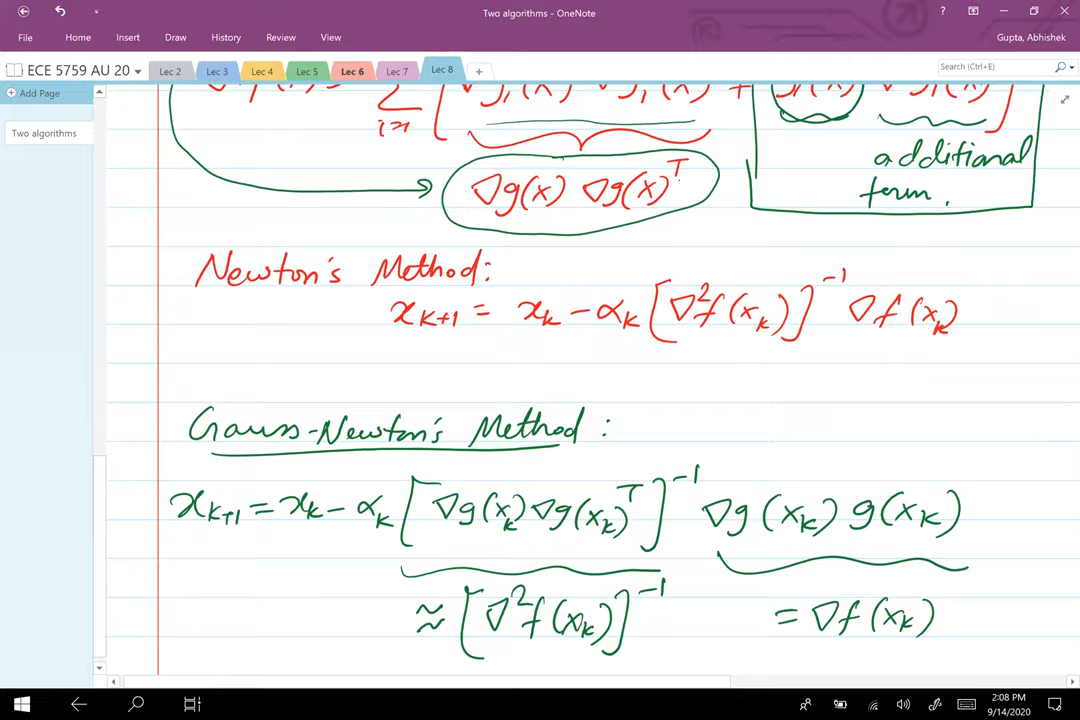 Two algorithms - OneNote
Gupta, Abhishek
File Home Insert Draw History Review View
ECE 5759 AU 20 Lec 2 Lec 3 Lec 4 Lec 5 Lec 6 Lec 7 Lec 8 +
Search (Ctrl+E)
Add Page
Two algorithms
∑ i=1
∇g(x) ∇g(x)^T
additional
term.
Newton's Method:
x_{k+1} = x_k - α_k [∇²f(x_k)]^{-1} ∇f(x_k)
Gauss-Newton's Method :
x_{k+1} = x_k - α_k [∇g(x_k) ∇g(x_k)^T]^{-1} ∇g(x_k) g(x_k)
≈ [∇²f(x_k)]^{-1} = ∇f(x_k)
2:08 PM
9/14/2020